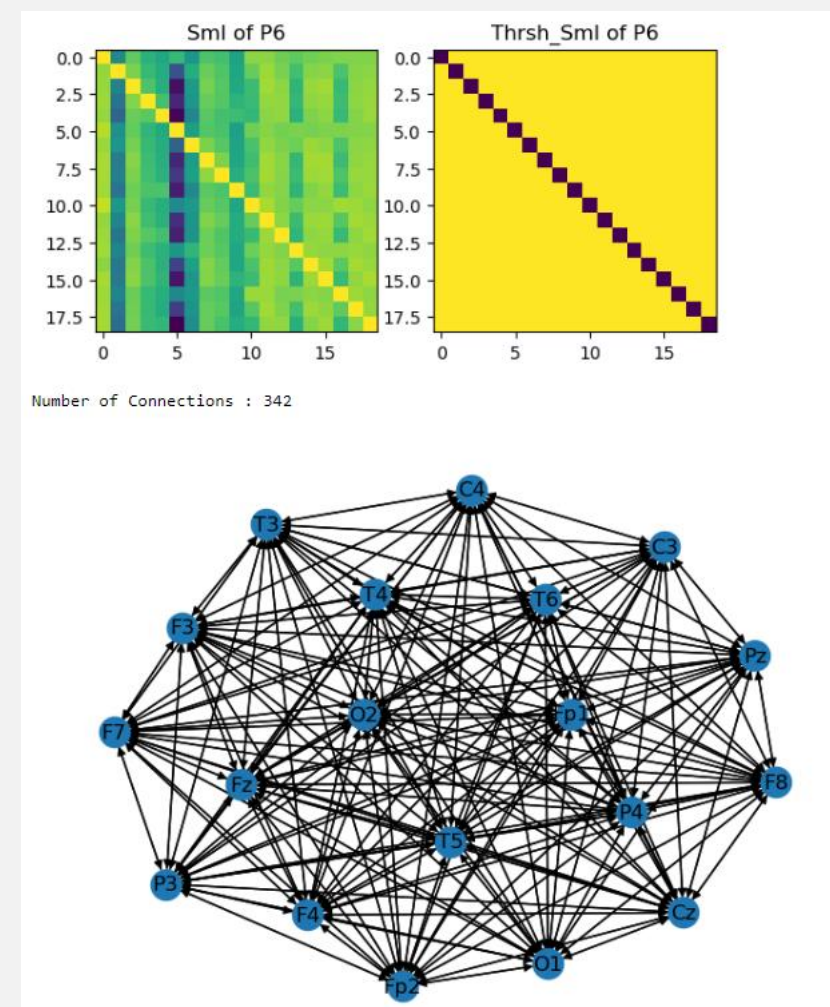 Sml of P6
Thrsh_Sml of P6
0.0
2.5
5.0
7.5
10.0
12.5
15.0
17.5
0 5 10 15
0.0
2.5
5.0
7.5
10.0
12.5
15.0
17.5
0 5 10 15
Number of Connections : 342
C4
T3
C3
T4
T6
F3
Pz
O2
Fp1
F7
Fz
F8
P4
T5
P3
F4
Cz
O1
Fp2